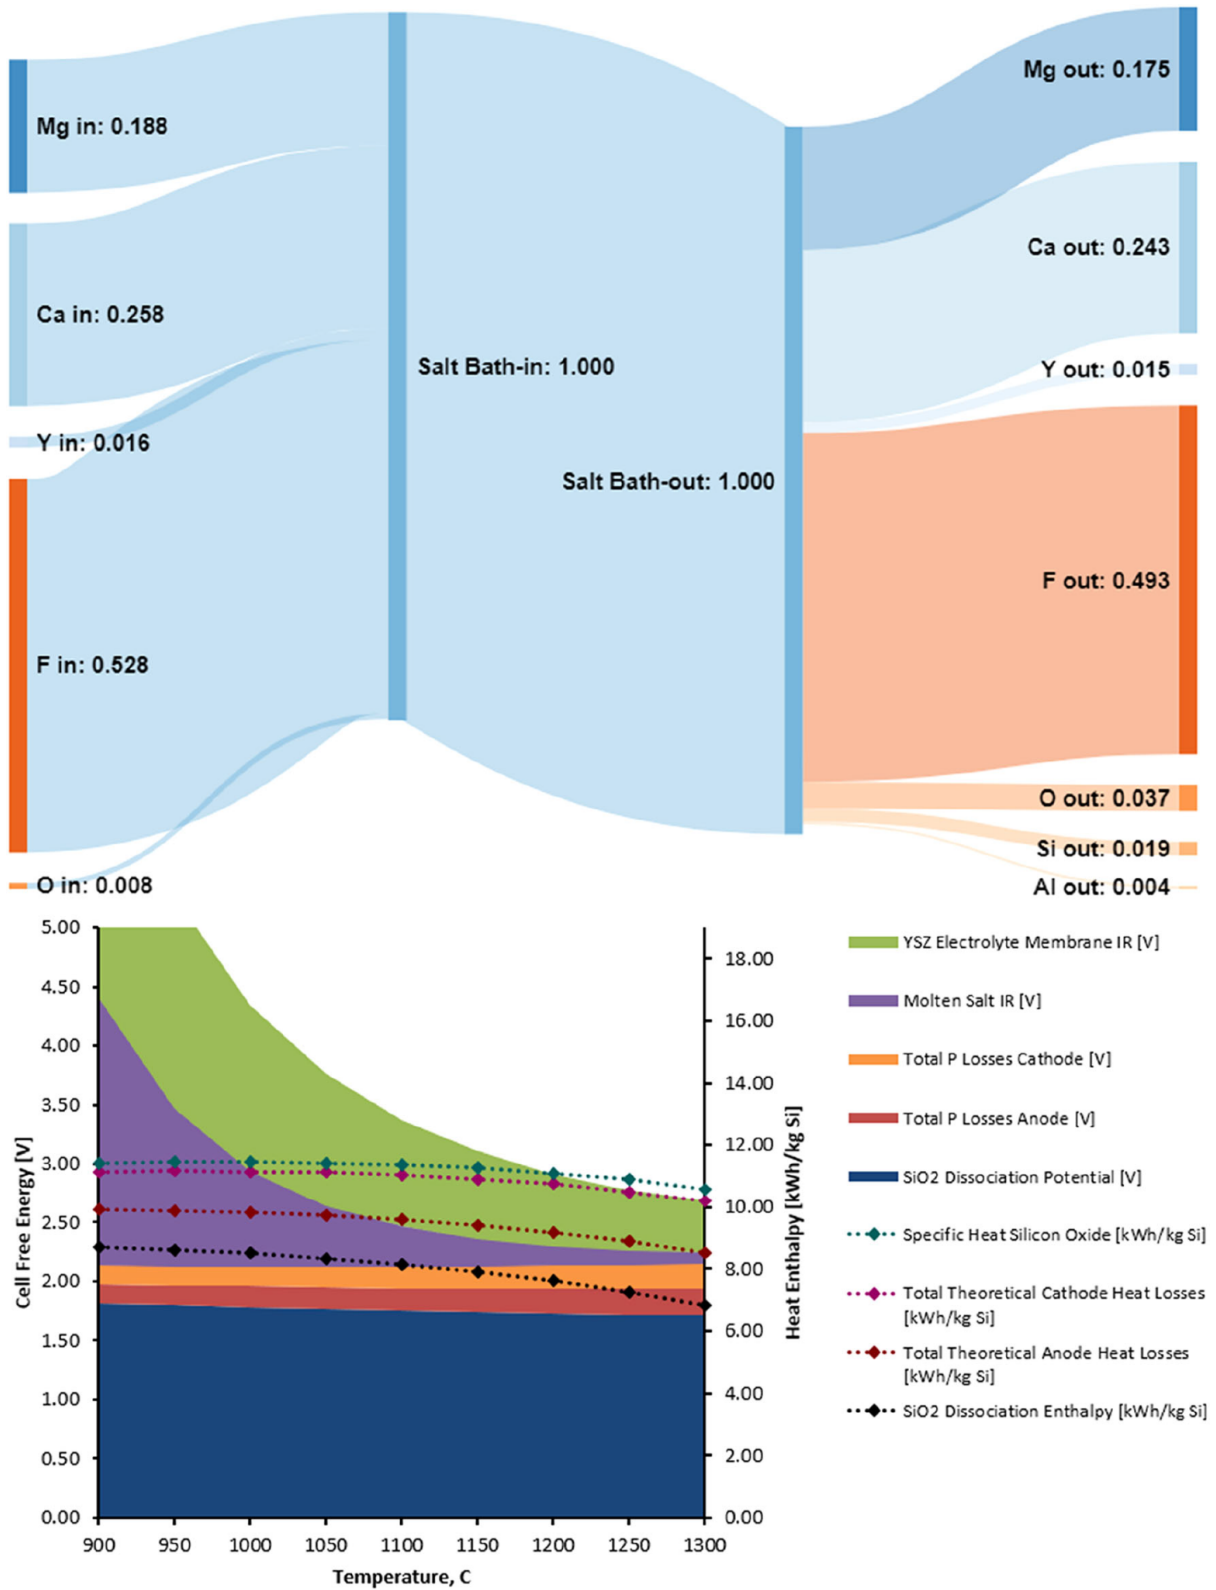 Mg in: 0.188
Ca in: 0.258
Y in: 0.016
F in: 0.528
O in: 0.008
Salt Bath-in: 1.000
Salt Bath-out: 1.000
Mg out: 0.175
Ca out: 0.243
Y out: 0.015
F out: 0.493
O out: 0.037
Si out: 0.019
Al out: 0.004
Cell Free Energy [V]
5.00
4.50
4.00
3.50
3.00
2.50
2.00
1.50
1.00
0.50
0.00
900
950
1000
1050
1100
1150
1200
1250
1300
Temperature, C
18.00
16.00
14.00
12.00
10.00
8.00
6.00
4.00
2.00
0.00
Heat Enthalpy [kWh/kg Si]
YSZ Electrolyte Membrane IR [V]
Molten Salt IR [V]
Total P Losses Cathode [V]
Total P Losses Anode [V]
SiO2 Dissociation Potential [V]
Specific Heat Silicon Oxide [kWh/kg Si]
Total Theoretical Cathode Heat Losses
[kWh/kg Si]
Total Theoretical Anode Heat Losses
[kWh/kg Si]
SiO2 Dissociation Enthalpy [kWh/kg Si]